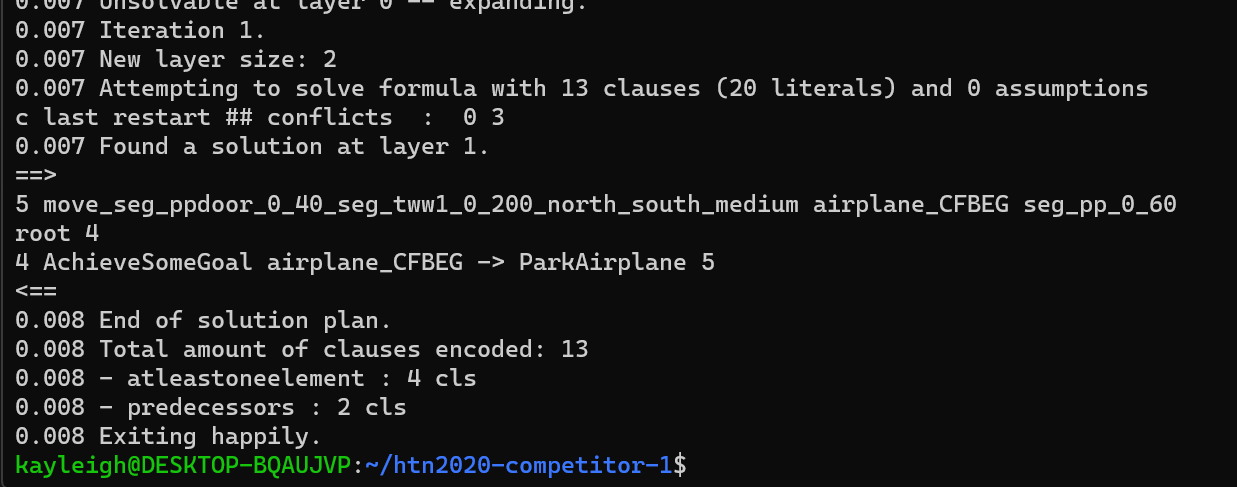 0.007 Unsolvable at layer 0 -- expanding.
0.007 Iteration 1.
0.007 New layer size: 2
0.007 Attempting to solve formula with 13 clauses (20 literals) and 0 assumptions
c last restart ## conflicts  :  0 3
0.007 Found a solution at layer 1.
==>
5 move_seg_ppdoor_0_40_seg_tww1_0_200_north_south_medium airplane_CFBEG seg_pp_0_60
root 4
4 AchieveSomeGoal airplane_CFBEG -> ParkAirplane 5
<==
0.008 End of solution plan.
0.008 Total amount of clauses encoded: 13
0.008 - atleastoneelement : 4 cls
0.008 - predecessors : 2 cls
0.008 Exiting happily.
kayleigh@DESKTOP-BQAUJVP:~/htn2020-competitor-1$